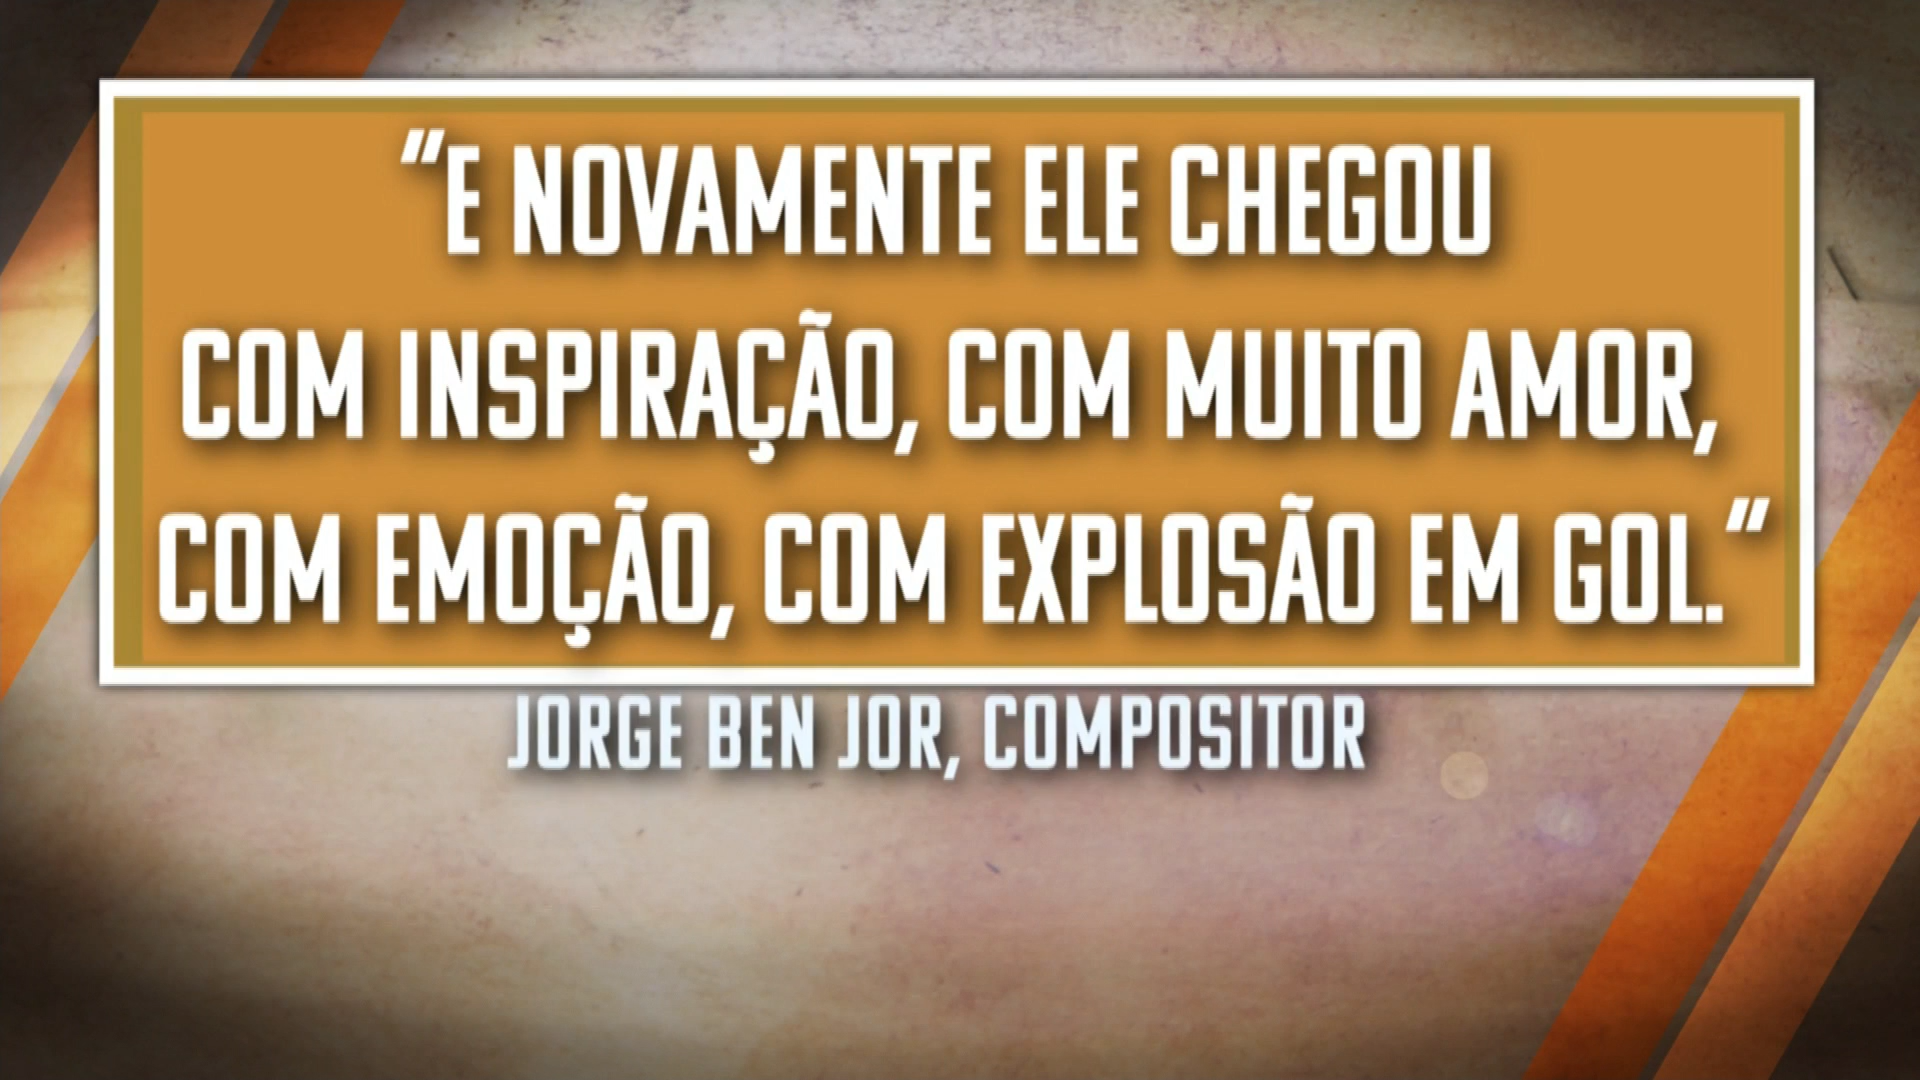 “E NOVAMENTE ELE CHEGOU
COM INSPIRAÇÃO, COM MUITO AMOR,
COM EMOÇÃO, COM EXPLOSÃO EM GOL.“
JORGE BEN JOR, COMPOSITOR